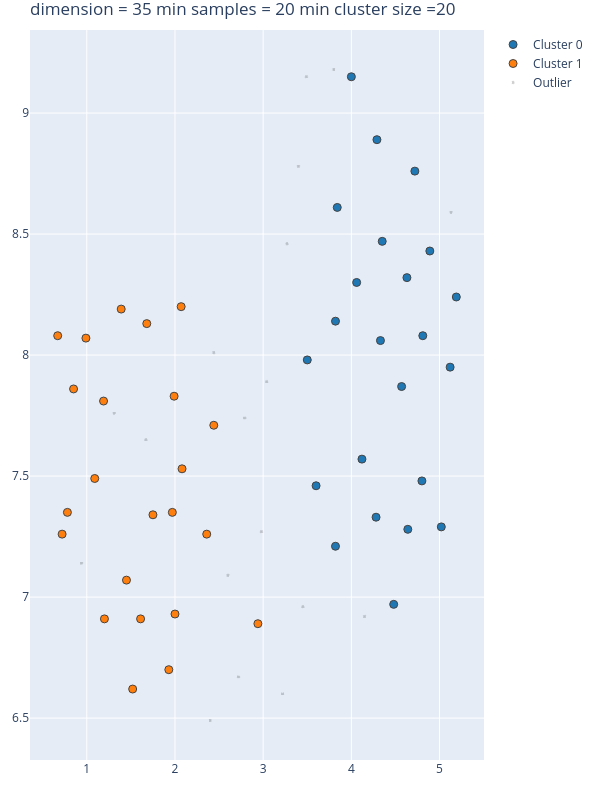 dimension = 35 min samples = 20 min cluster size =20
Cluster 0
Cluster 1
Outlier
9
8.5
8
7.5
7
6.5
1 2 3 4 5